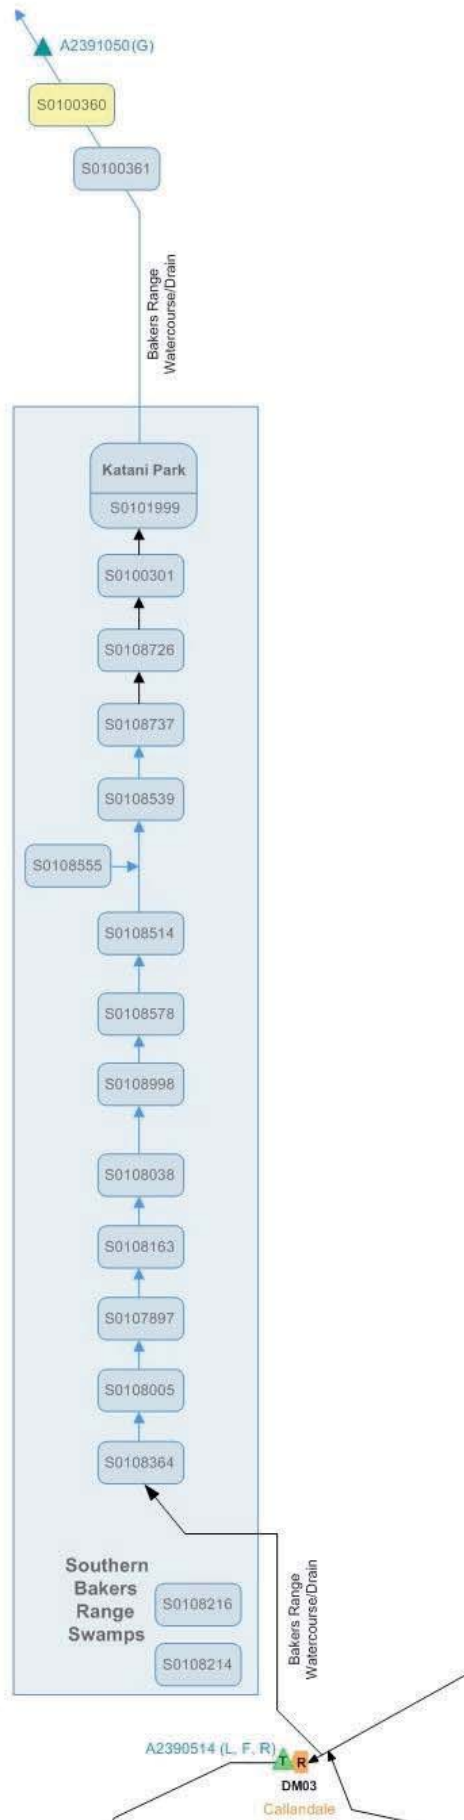 A2391050(G)
S0100360
S0100361
Bakers Range
Watercourse/Drain
Katani Park
S0101999
S0100301
S0108726
S0108737
S0108539
S0108555
S0108514
S0108578
S0108998
S0108038
S0108163
S0107897
S0108005
S0108364
Southern
Bakers
Range
Swamps
S0108216
S0108214
Bakers Range
Watercourse/Drain
A2390514 (L, F, R)
T
R
DM03
Callandale